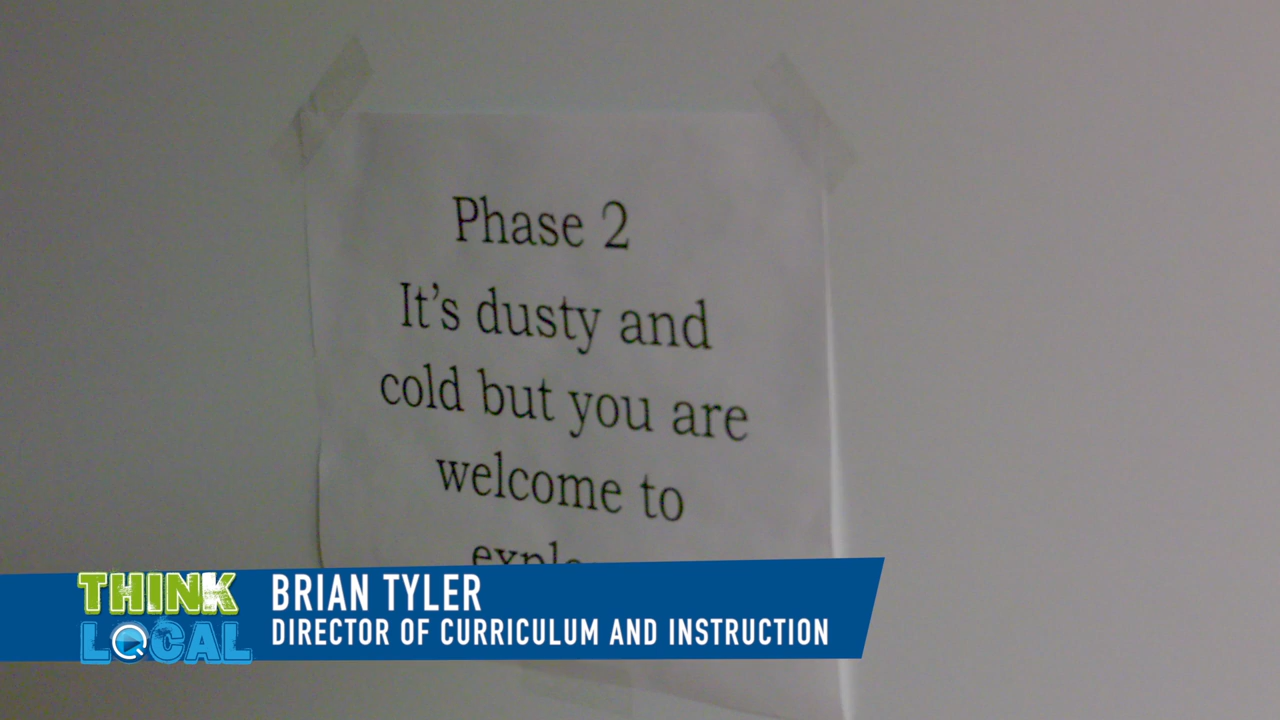 Phase 2
It's dusty and
cold but you are
welcome to
THINK
LOCAL
BRIAN TYLER
DIRECTOR OF CURRICULUM AND INSTRUCTION